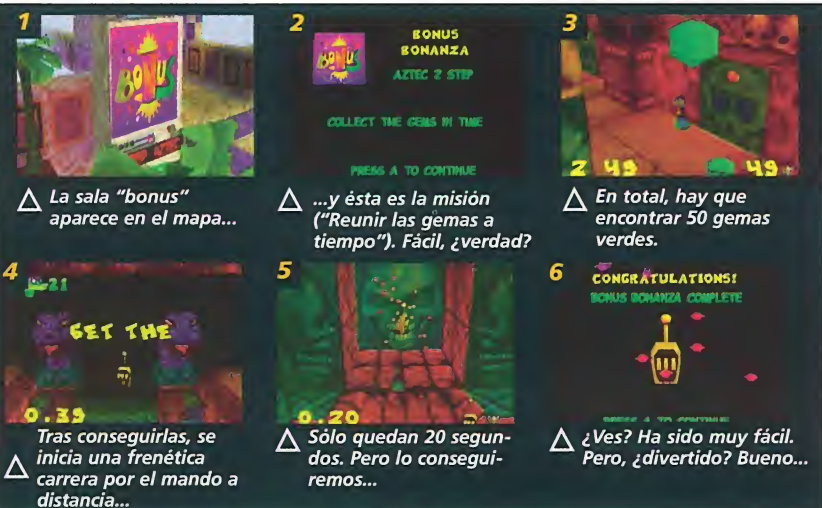 1
BONUS
La sala "bonus"
aparece en el mapa...
2
BONUS
BONUS
BONANZA
AZTEC 2 STEP
COLLECT THE GEMS IN TIME
PRESS A TO CONTINUE
...y ésta es la misión
("Reunir las gemas a
tiempo"). Fácil, ¿verdad?
3
2 49
49
En total, hay que
encontrar 50 gemas
verdes.
4
21
GET THE
0.39
Tras conseguirlas, se
inicia una frenética
carrera por el mando a
distancia...
5
0.20
Sólo quedan 20 segun-
dos. Pero lo consegui-
remos...
6
CONGRATULATIONS!
BONUS BONANZA COMPLETE
PRESS A TO CONTINUE
¿Ves? Ha sido muy fácil.
Pero, ¿divertido? Bueno...